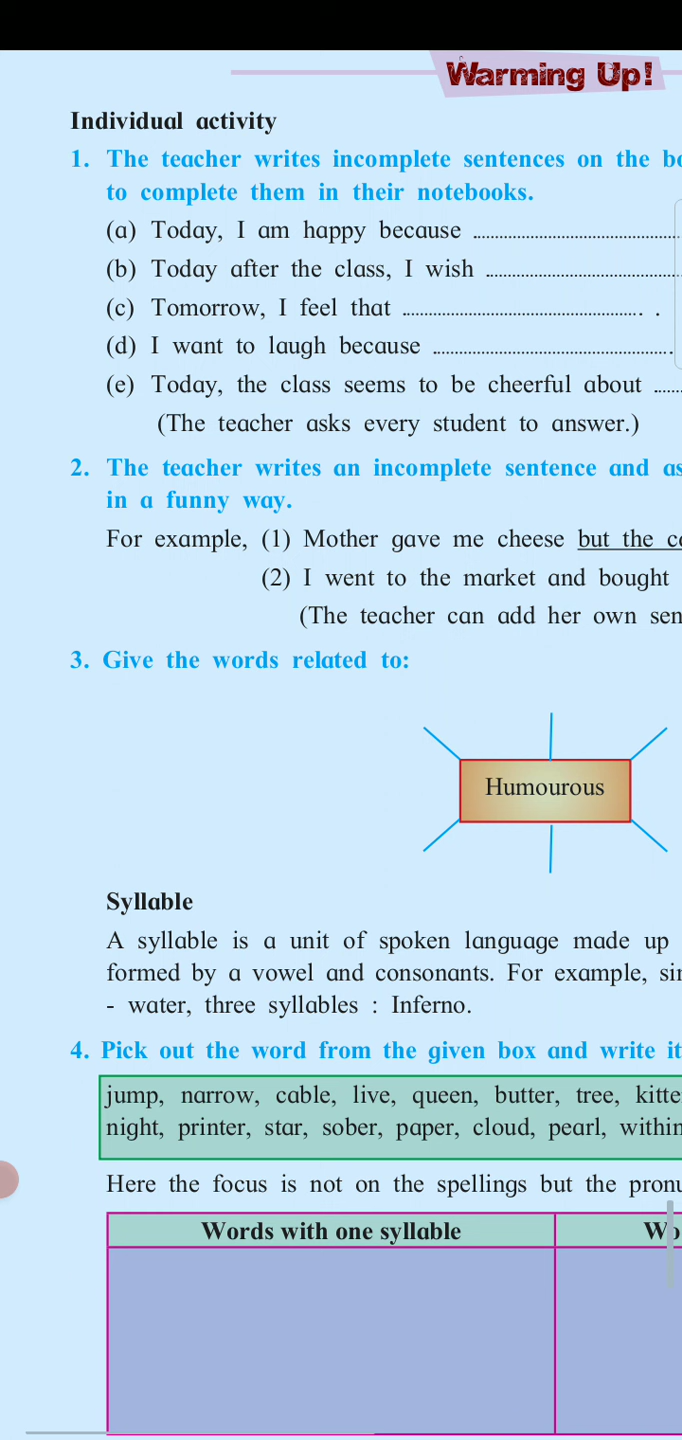 Warming Up!
Individual activity
1. The teacher writes incomplete sentences on the
to complete them in their notebooks.
(a) Today, I am happy because ..........................................
(b) Today after the class, I wish ......................................
(c) Tomorrow, I feel that ................................................. .
(d) I want to laugh because ..................................................
(e) Today, the class seems to be cheerful about ......
(The teacher asks every student to answer.)
2. The teacher writes an incomplete sentence and
in a funny way.
For example, (1) Mother gave me cheese but the
(2) I went to the market and bought
(The teacher can add her own
3. Give the words related to:
Humourous
Syllable
A syllable is a unit of spoken language made up
formed by a vowel and consonants. For example,
- water, three syllables : Inferno.
4. Pick out the word from the given box and write it
jump, narrow, cable, live, queen, butter, tree,
night, printer, star, sober, paper, cloud, pearl, within
Here the focus is not on the spellings but the
Words with one syllable